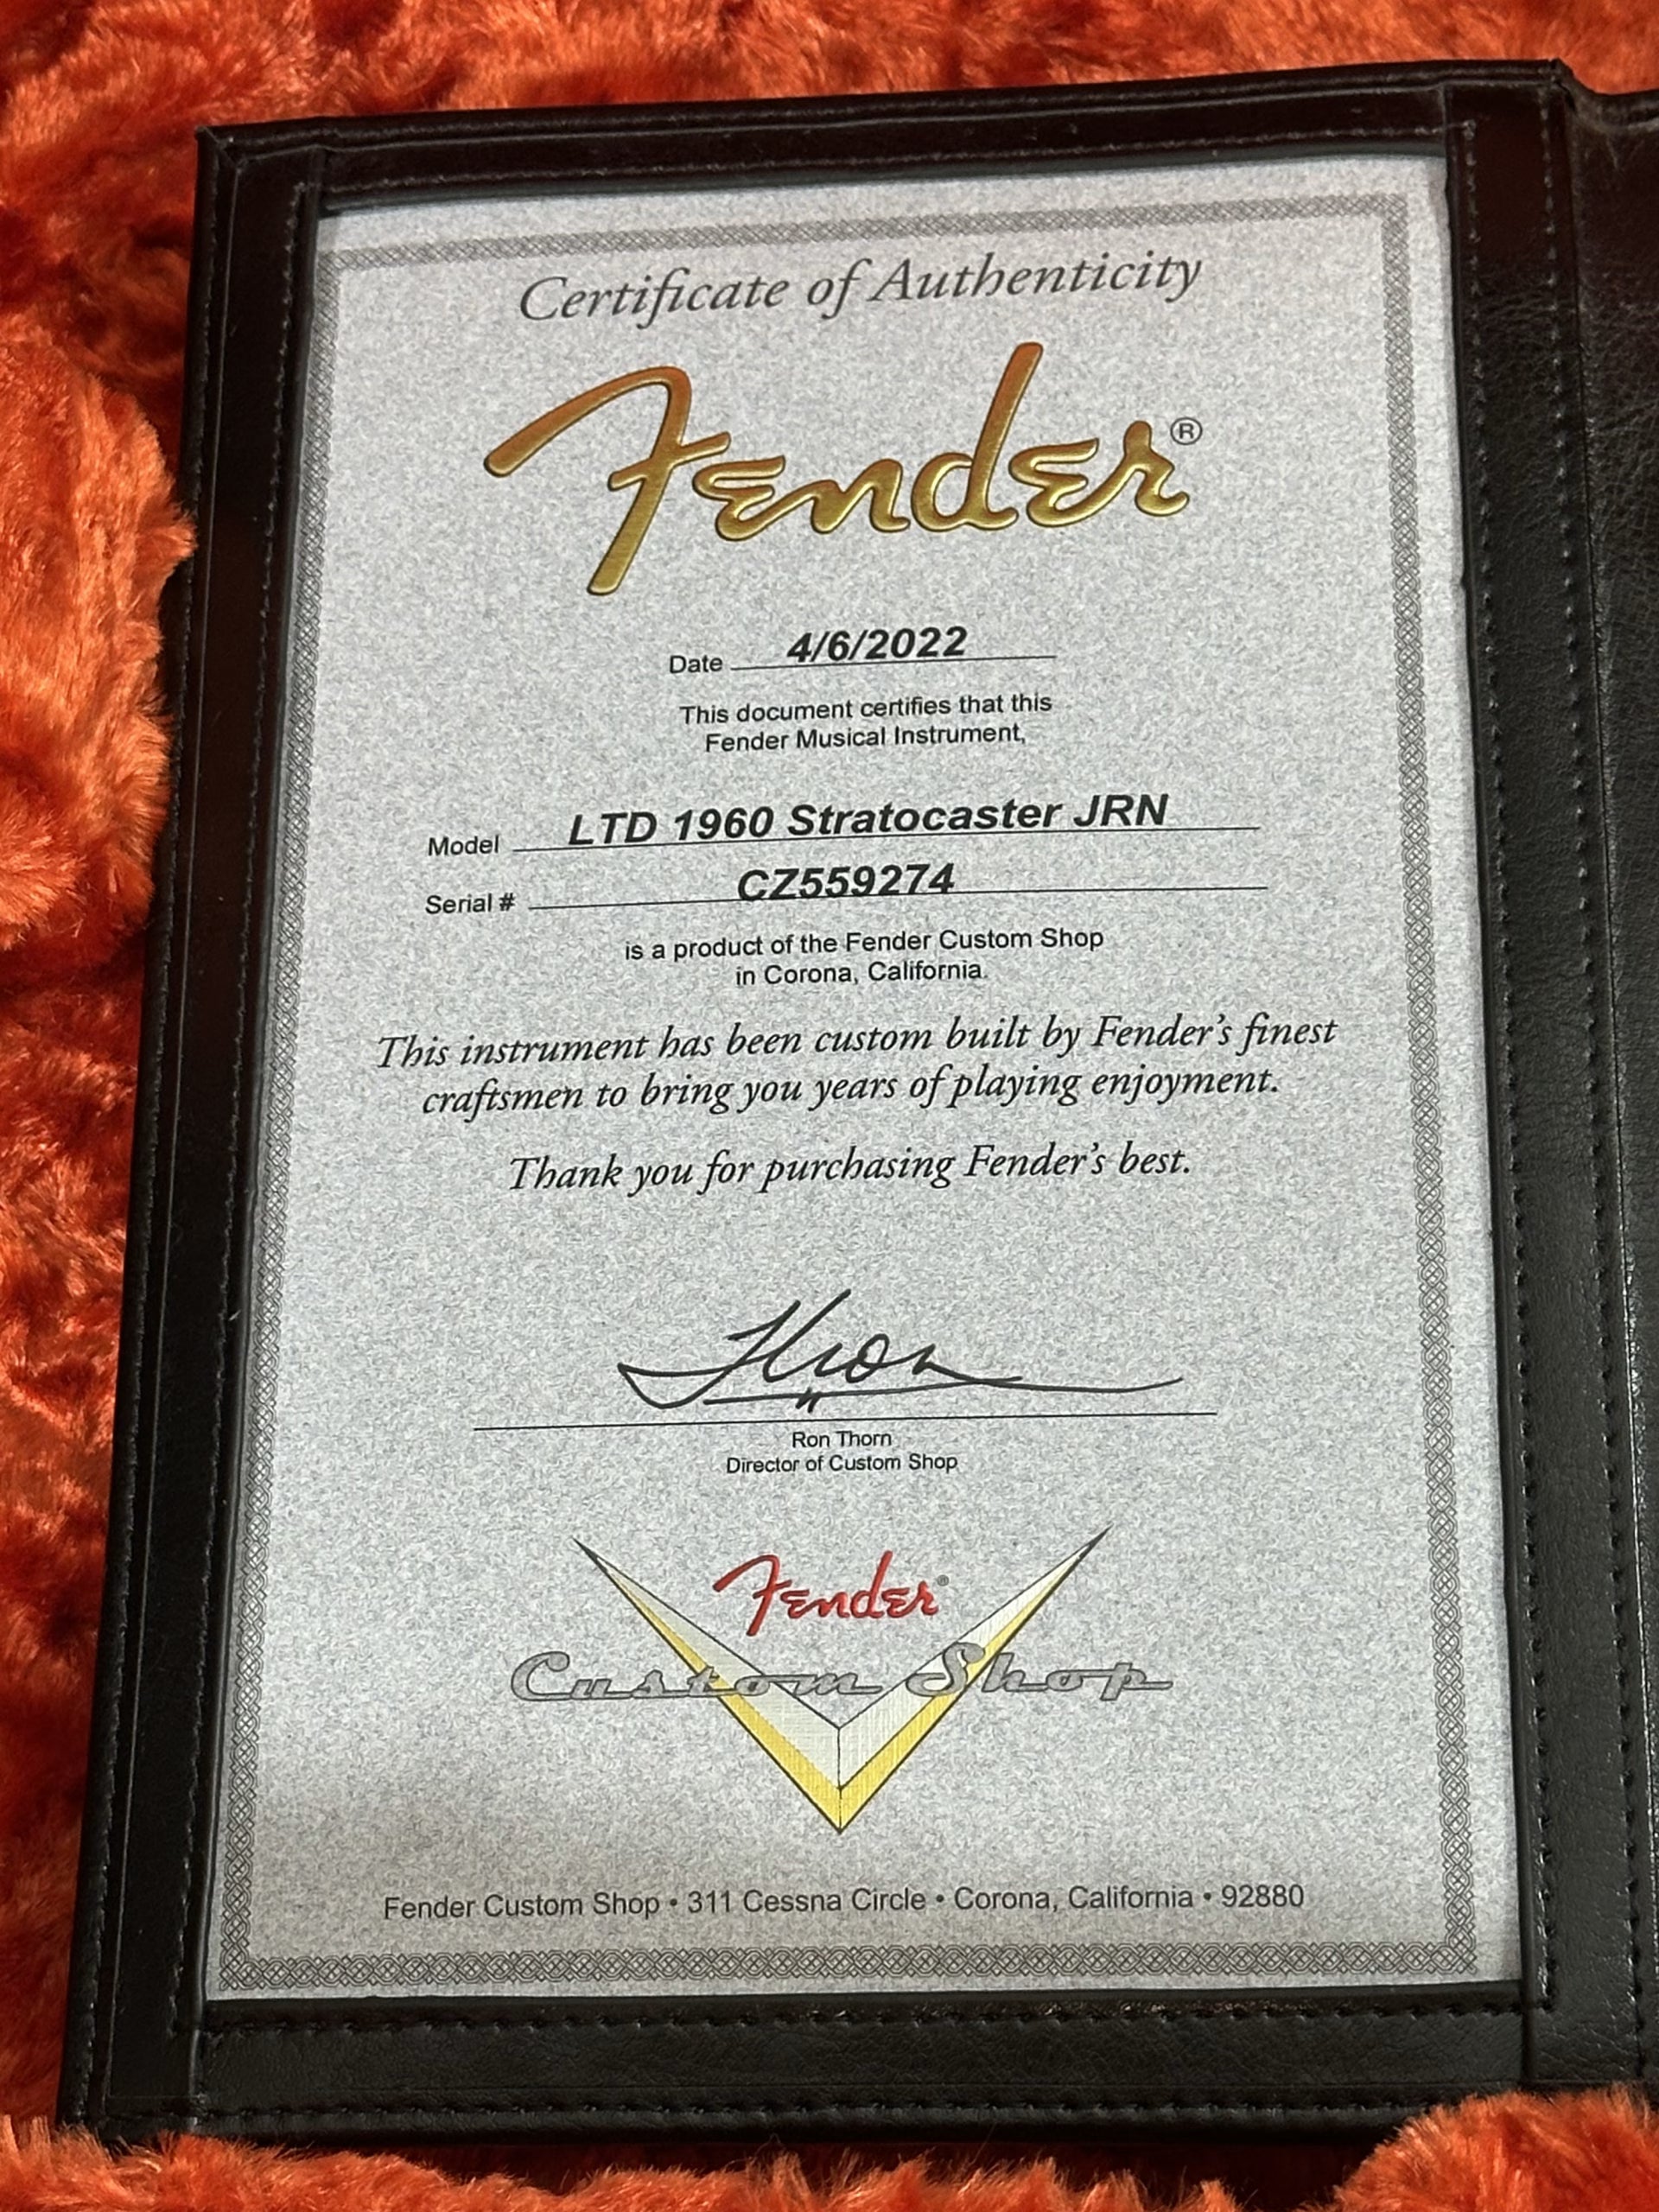 Certificate of Authenticity
Fender®
Date 4/6/2022
This document certifies that this
Fender Musical Instrument,
Model LTD 1960 Stratocaster JRN
Serial # CZ559274
is a product of the Fender Custom Shop
in Corona, California.
This instrument has been custom built by Fender's finest
craftsmen to bring you years of playing enjoyment.
Thank you for purchasing Fender's best.
Ron Thorn
Director of Custom Shop
Fender®
Custom Shop
Fender Custom Shop • 311 Cessna Circle • Corona, California • 92880